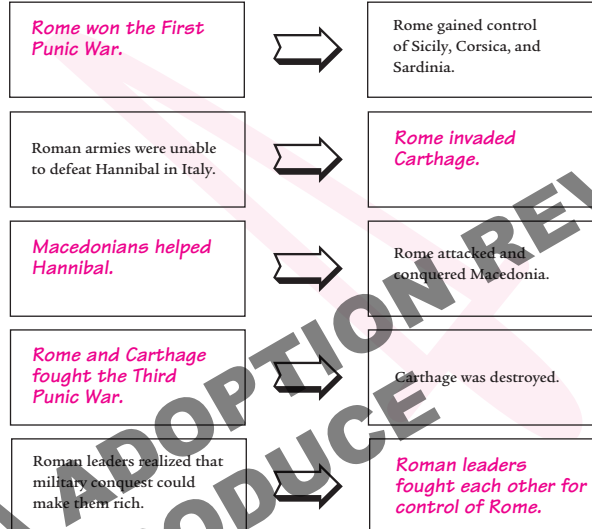 Rome won the First
Punic War.
Rome gained control
of Sicily, Corsica, and
Sardinia.
Roman armies were unable
to defeat Hannibal in Italy.
Rome invaded
Carthage.
Macedonians helped
Hannibal.
Rome attacked and
conquered Macedonia.
Rome and Carthage
fought the Third
Punic War.
Carthage was destroyed.
Roman leaders realized that
military conquest could
make them rich.
Roman leaders
fought each other for
control of Rome.
ADOPTION REV
ODUCE